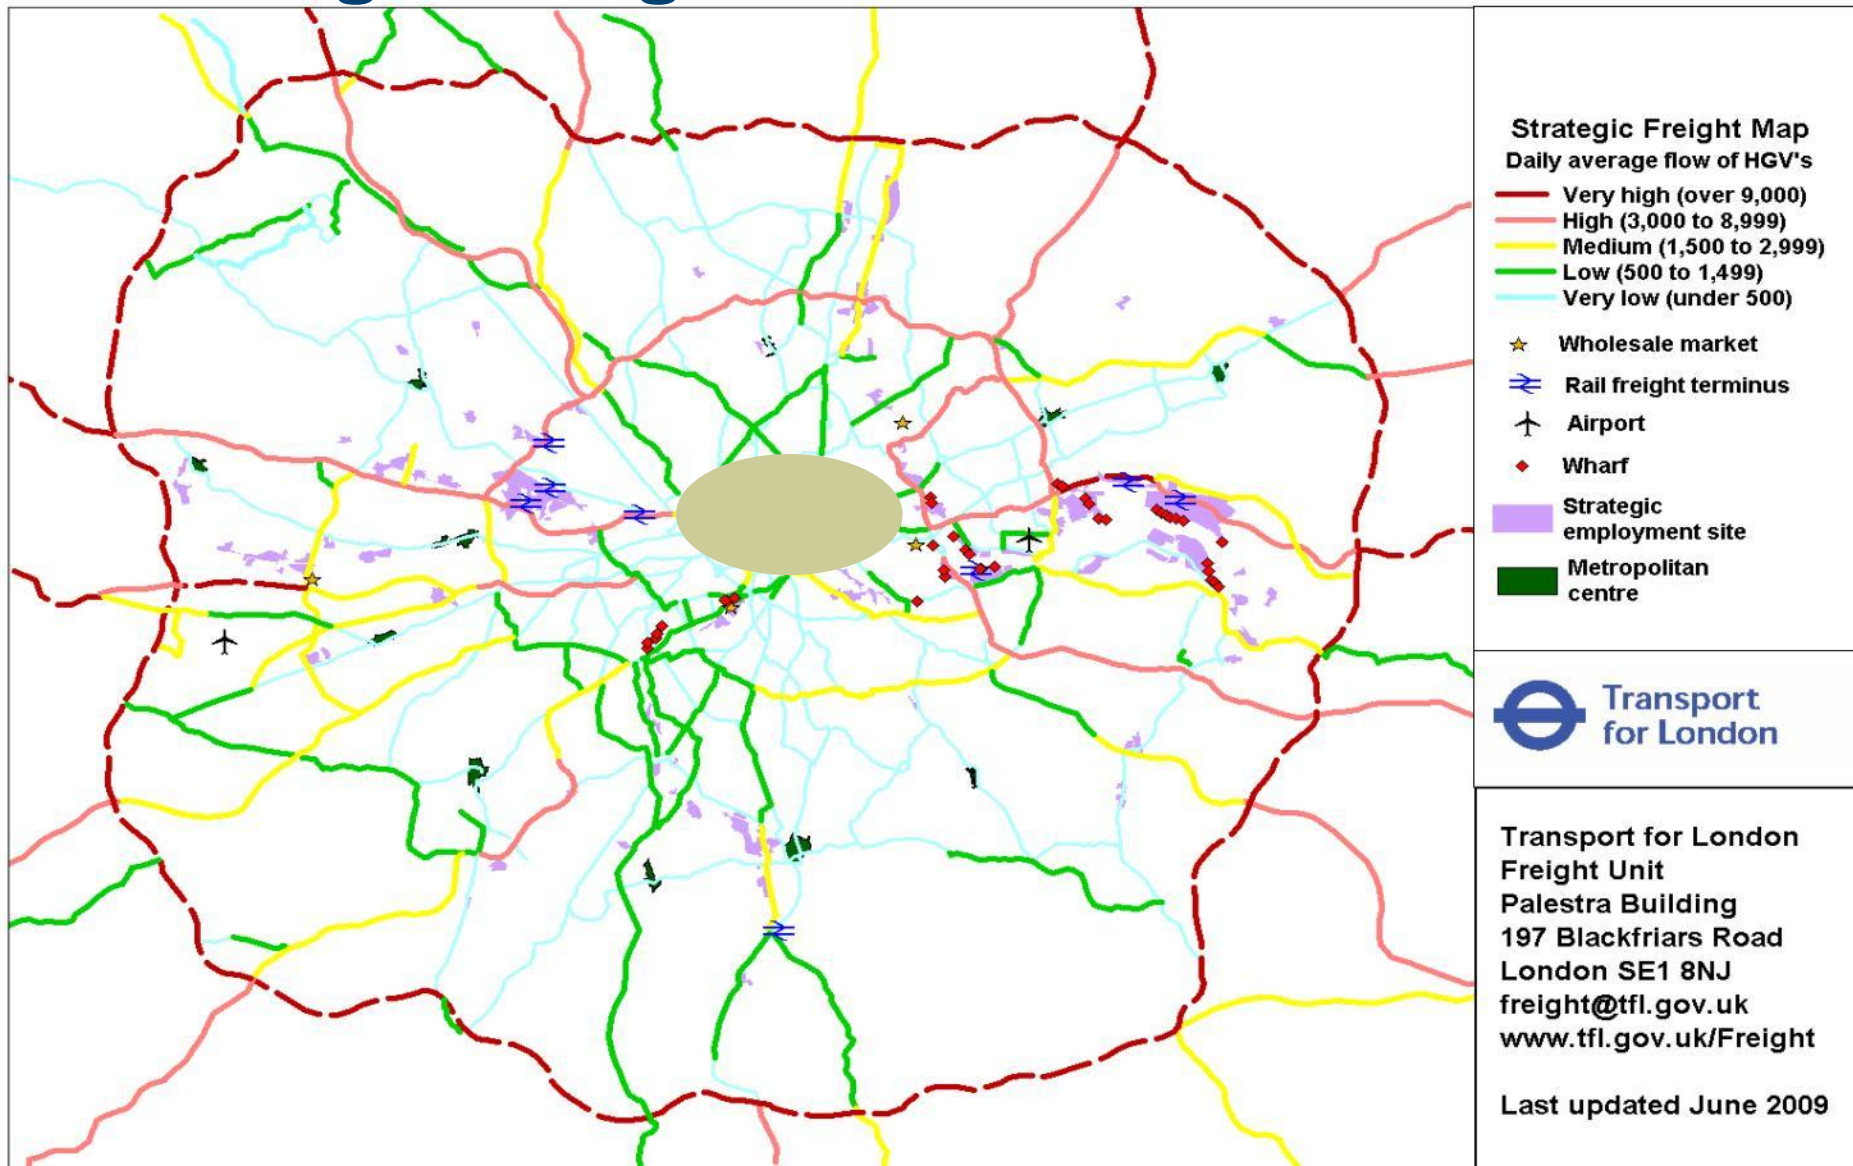 Strategic Freight Map
Daily average flow of HGV's
Very high (over 9,000)
High (3,000 to 8,999)
Medium (1,500 to 2,999)
Low (500 to 1,499)
Very low (under 500)
Wholesale market
Rail freight terminus
Airport
Wharf
Strategic
employment site
Metropolitan
centre
Transport
for London
Transport for London
Freight Unit
Palestra Building
197 Blackfriars Road
London SE1 8NJ
freight@tfl.gov.uk
www.tfl.gov.uk/Freight
Last updated June 2009